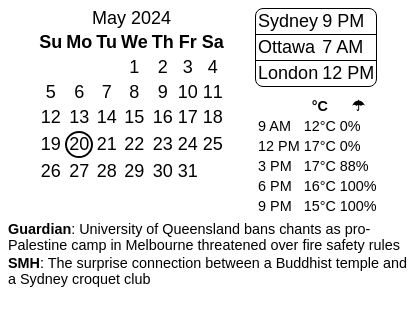 May 2024
Su Mo Tu We Th Fr Sa
1 2 3 4
5 6 7 8 9 10 11
12 13 14 15 16 17 18
19 20 21 22 23 24 25
26 27 28 29 30 31
Sydney 9 PM
Ottawa 7 AM
London 12 PM
°C ☂
9 AM 12°C 0%
12 PM 17°C 0%
3 PM 17°C 88%
6 PM 16°C 100%
9 PM 15°C 100%
Guardian: University of Queensland bans chants as pro-
Palestine camp in Melbourne threatened over fire safety rules
SMH: The surprise connection between a Buddhist temple and
a Sydney croquet club